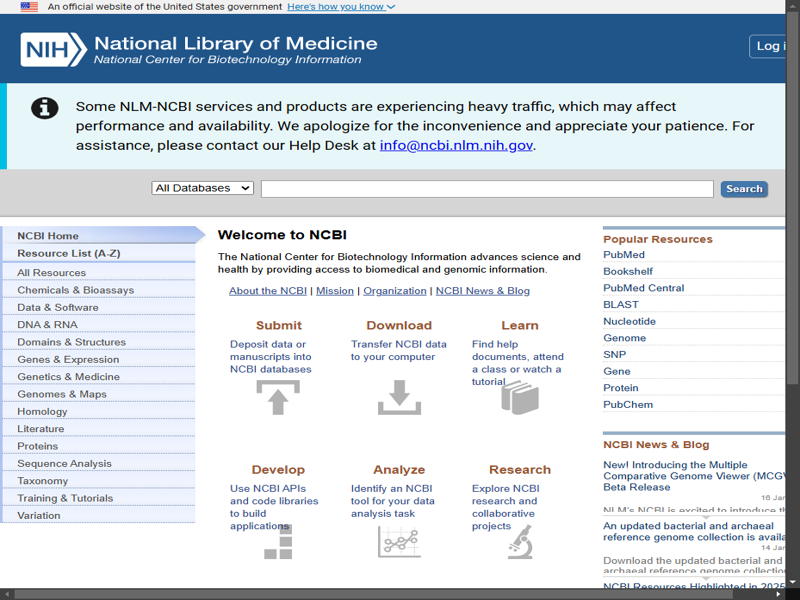 An official website of the United States government Here's how you know
NIH National Library of Medicine
National Center for Biotechnology Information
Log
Some NLM-NCBI services and products are experiencing heavy traffic, which may affect
performance and availability. We apologize for the inconvenience and appreciate your patience. For
assistance, please contact our Help Desk at info@ncbi.nlm.nih.gov.
All Databases
Search
NCBI Home
Resource List (A-Z)
All Resources
Chemicals & Bioassays
Data & Software
DNA & RNA
Domains & Structures
Genes & Expression
Genetics & Medicine
Genomes & Maps
Homology
Literature
Proteins
Sequence Analysis
Taxonomy
Training & Tutorials
Variation
Welcome to NCBI
The National Center for Biotechnology Information advances science and
health by providing access to biomedical and genomic information.
About the NCBI | Mission | Organization | NCBI News & Blog
Submit
Deposit data or
manuscripts into
NCBI databases
Download
Transfer NCBI data
to your computer
Learn
Find help
documents, attend
a class or watch a
tutorial
Develop
Use NCBI APIs
and code libraries
to build
applications
Analyze
Identify an NCBI
tool for your data
analysis task
Research
Explore NCBI
research and
collaborative
projects
Popular Resources
PubMed
Bookshelf
PubMed Central
BLAST
Nucleotide
Genome
SNP
Gene
Protein
PubChem
NCBI News & Blog
New! Introducing the Multiple
Comparative Genome Viewer (MCGV
Beta Release
16 Jan
NLM's NCBI is excited to introduce
An updated bacterial and archaeal
reference genome collection is
14 Jan
Download the updated bacterial and
archaeal reference genome collection
NCBI Resources Highlighted in 2025